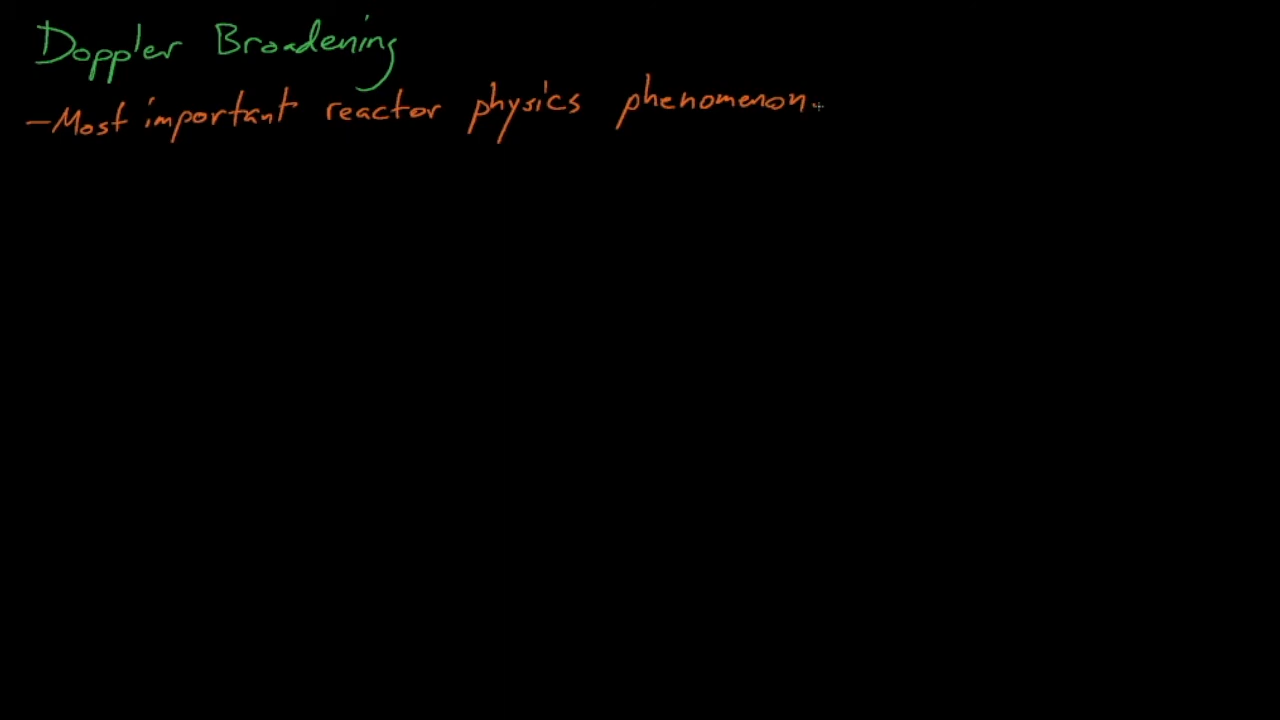 Doppler Broadening
-Most important reactor physics phenomenon.